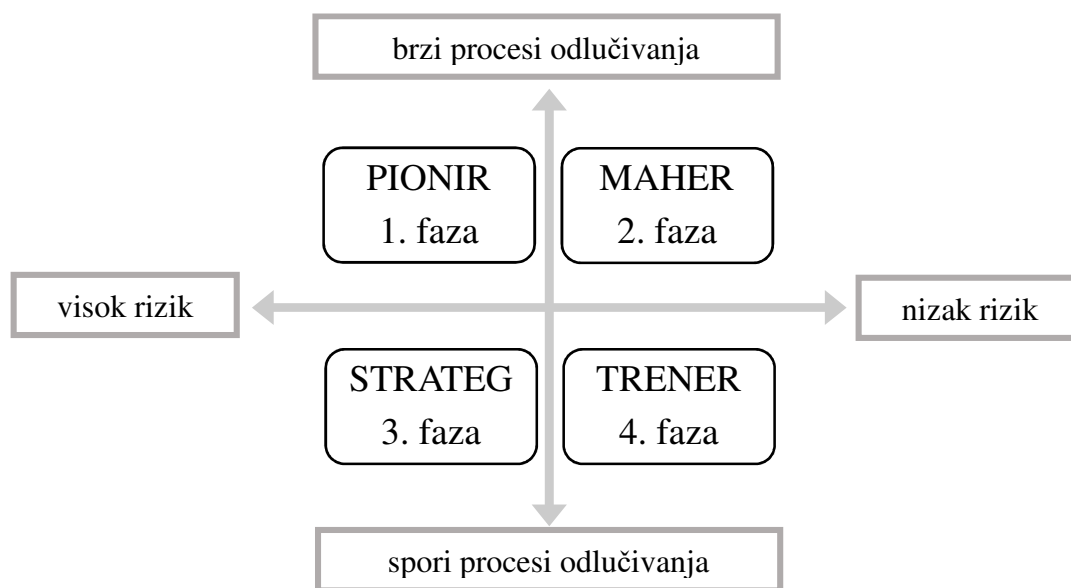 brzi procesi odlučivanja
PIONIR
1. faza
MAHER
2. faza
visok rizik
nizak rizik
STRATEG
3. faza
TRENER
4. faza
spori procesi odlučivanja